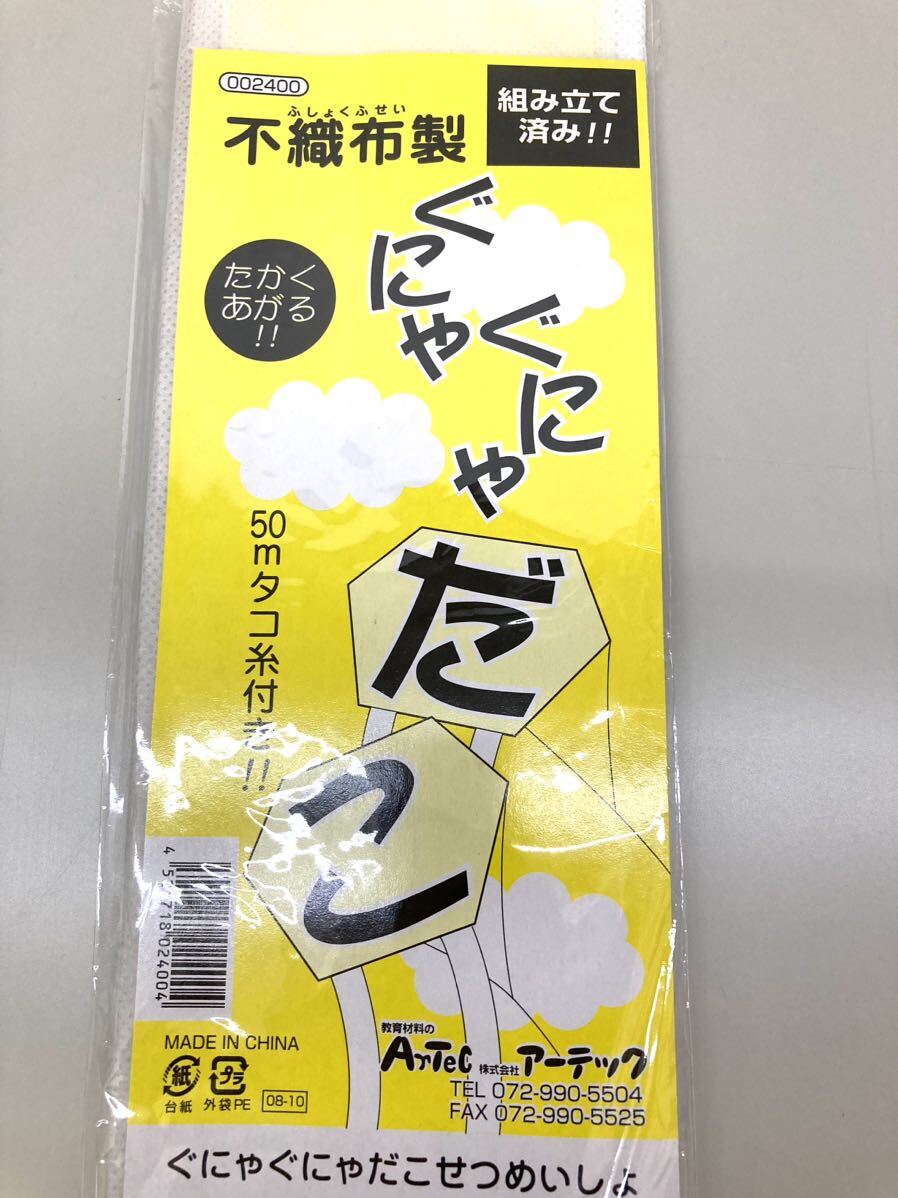 002400
ふしょくふせい
不織布製
組み立て
済み!!
ぐにゃ
ぐにゃ
だこ
たかく
あがる
!!
50mタコ糸付き!!
718024004
MADE IN CHINA
紙
台紙
プラ
外袋PE
08-10
教育材料の
ArTeC 株式会社 アーテック
TEL 072-990-5504
FAX 072-990-5525
ぐにゃぐにゃだこせつめいしょ